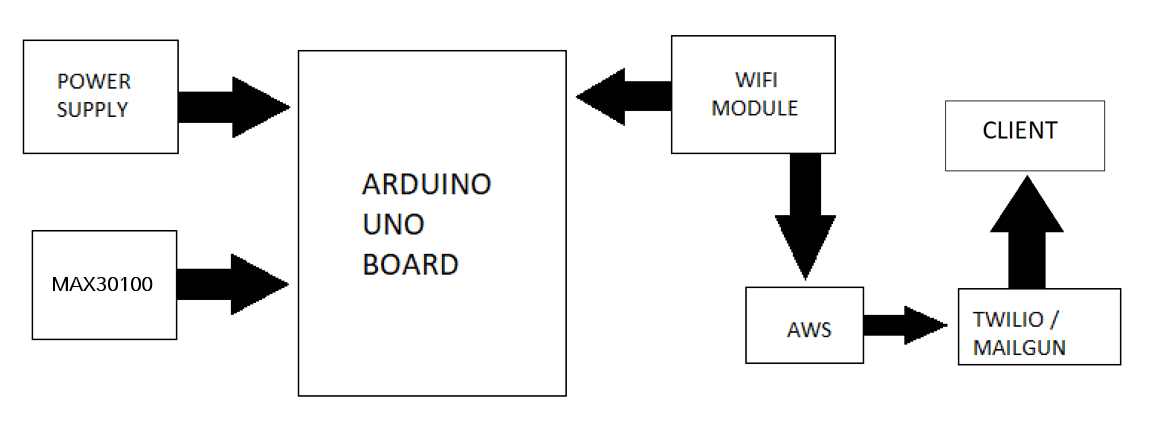 POWER
SUPPLY
MAX30100
ARDUINO
UNO
BOARD
WIFI
MODULE
AWS
TWILIO /
MAILGUN
CLIENT